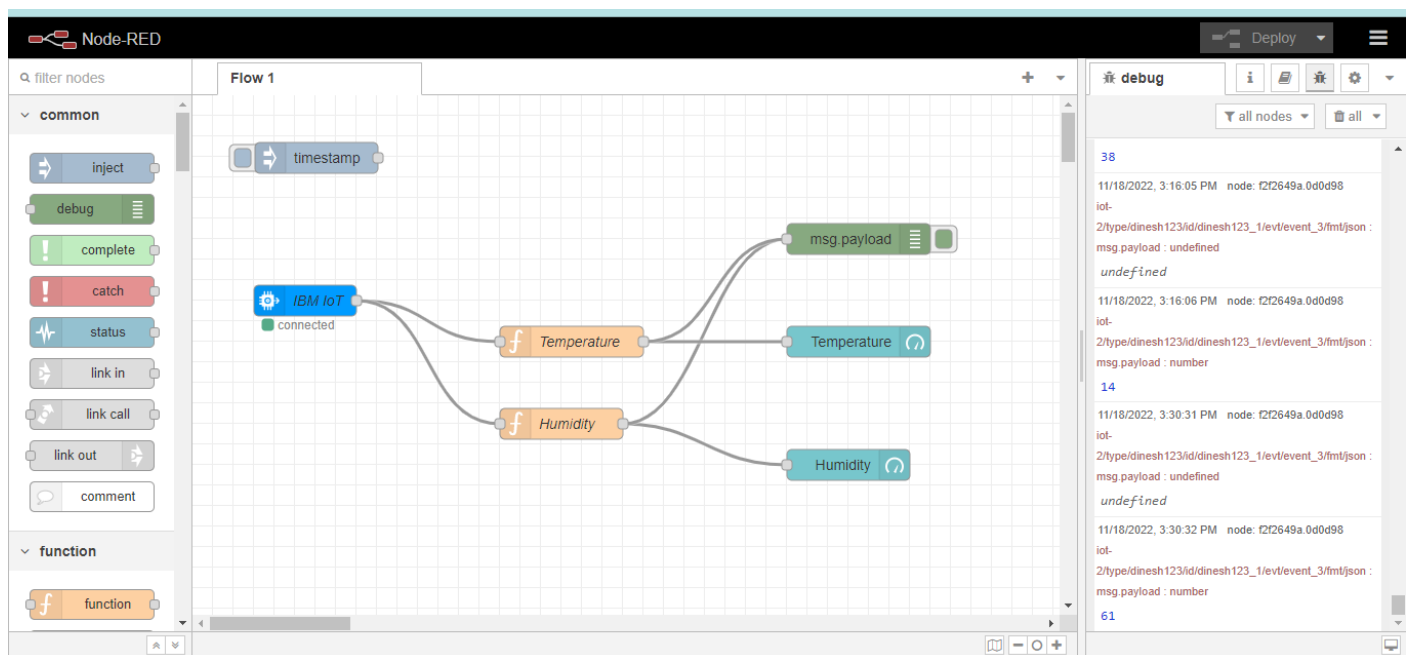 Node-RED
Deploy
filter nodes
Flow 1
debug
i
all nodes
all
common
inject
debug
complete
catch
status
link in
link call
link out
comment
function
function
timestamp
IBM IoT
connected
Temperature
Humidity
msg.payload
Temperature
Humidity
38
11/18/2022, 3:16:05 PM node: f2f2649a.0d0d98
iot-
2/type/dinesh123/id/dinesh123_1/evt/event_3/fmt/json :
msg.payload : undefined
undefined
11/18/2022, 3:16:06 PM node: f2f2649a.0d0d98
iot-
2/type/dinesh123/id/dinesh123_1/evt/event_3/fmt/json :
msg.payload : number
14
11/18/2022, 3:30:31 PM node: f2f2649a.0d0d98
iot-
2/type/dinesh123/id/dinesh123_1/evt/event_3/fmt/json :
msg.payload : undefined
undefined
11/18/2022, 3:30:32 PM node: f2f2649a.0d0d98
iot-
2/type/dinesh123/id/dinesh123_1/evt/event_3/fmt/json :
msg.payload : number
61